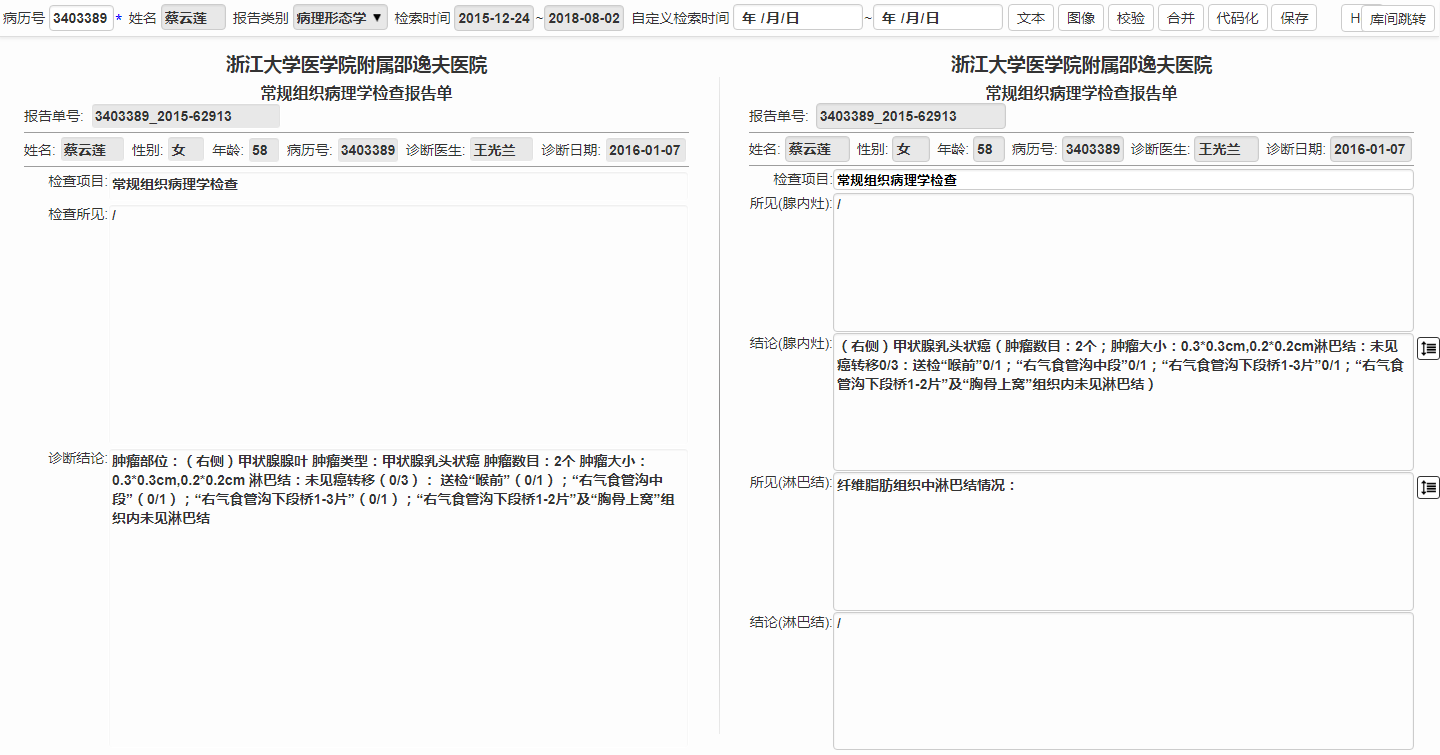 病历号 3403389 * 姓名 蔡云莲 报告类别 病理形态学 ▼ 检索时间 2015-12-24 ~ 2018-08-02 自定义检索时间 年 /月/日 ~ 年 /月/日 文本 图像 校验 合并 代码化 保存 H 库间跳转
浙江大学医学院附属邵逸夫医院
常规组织病理学检查报告单
报告单号: 3403389_2015-62913
姓名: 蔡云莲 性别: 女 年龄: 58 病历号: 3403389 诊断医生: 王光兰 诊断日期: 2016-01-07
检查项目: 常规组织病理学检查
检查所见: /
诊断结论: 肿瘤部位：（右侧）甲状腺腺叶 肿瘤类型：甲状腺乳头状癌 肿瘤数目：2个 肿瘤大小：
0.3*0.3cm,0.2*0.2cm 淋巴结：未见癌转移（0/3）： 送检“喉前”（0/1）；“右气食管沟中
段”（0/1）；“右气食管沟下段桥1-3片”（0/1）；“右气食管沟下段桥1-2片”及“胸骨上窝”组
织内未见淋巴结
浙江大学医学院附属邵逸夫医院
常规组织病理学检查报告单
报告单号: 3403389_2015-62913
姓名: 蔡云莲 性别: 女 年龄: 58 病历号: 3403389 诊断医生: 王光兰 诊断日期: 2016-01-07
检查项目: 常规组织病理学检查
所见(腺内灶): /
结论(腺内灶): （右侧）甲状腺乳头状癌（肿瘤数目：2个；肿瘤大小：0.3*0.3cm,0.2*0.2cm淋巴结：未见
癌转移0/3：送检“喉前”0/1；“右气食管沟中段”0/1；“右气食管沟下段桥1-3片”0/1；“右气食
管沟下段桥1-2片”及“胸骨上窝”组织内未见淋巴结）
所见(淋巴结): 纤维脂肪组织中淋巴结情况：
结论(淋巴结): /